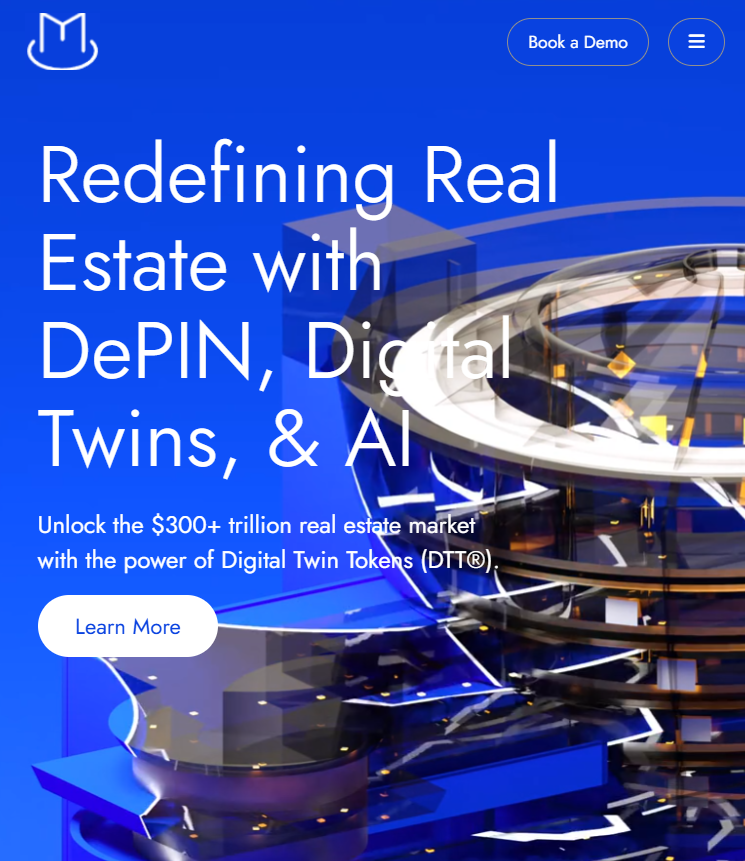 Book a Demo
Redefining Real
Estate with
DePIN, Digital
Twins, & AI
Unlock the $300+ trillion real estate market
with the power of Digital Twin Tokens (DTT®).
Learn More